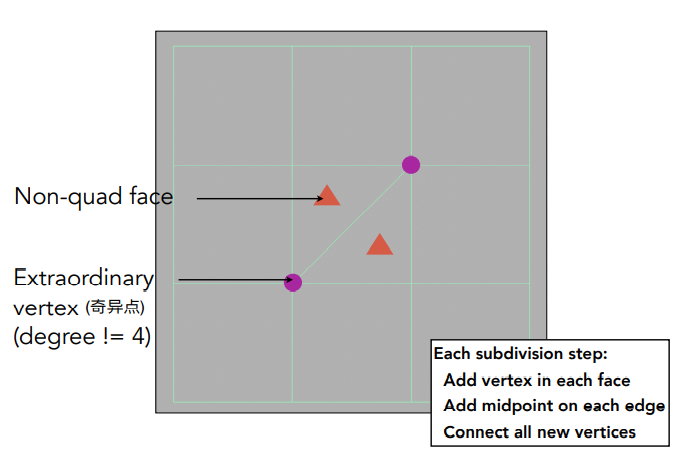 Non-quad face
Extraordinary
vertex (奇异点)
(degree != 4)
Each subdivision step:
Add vertex in each face
Add midpoint on each edge
Connect all new vertices